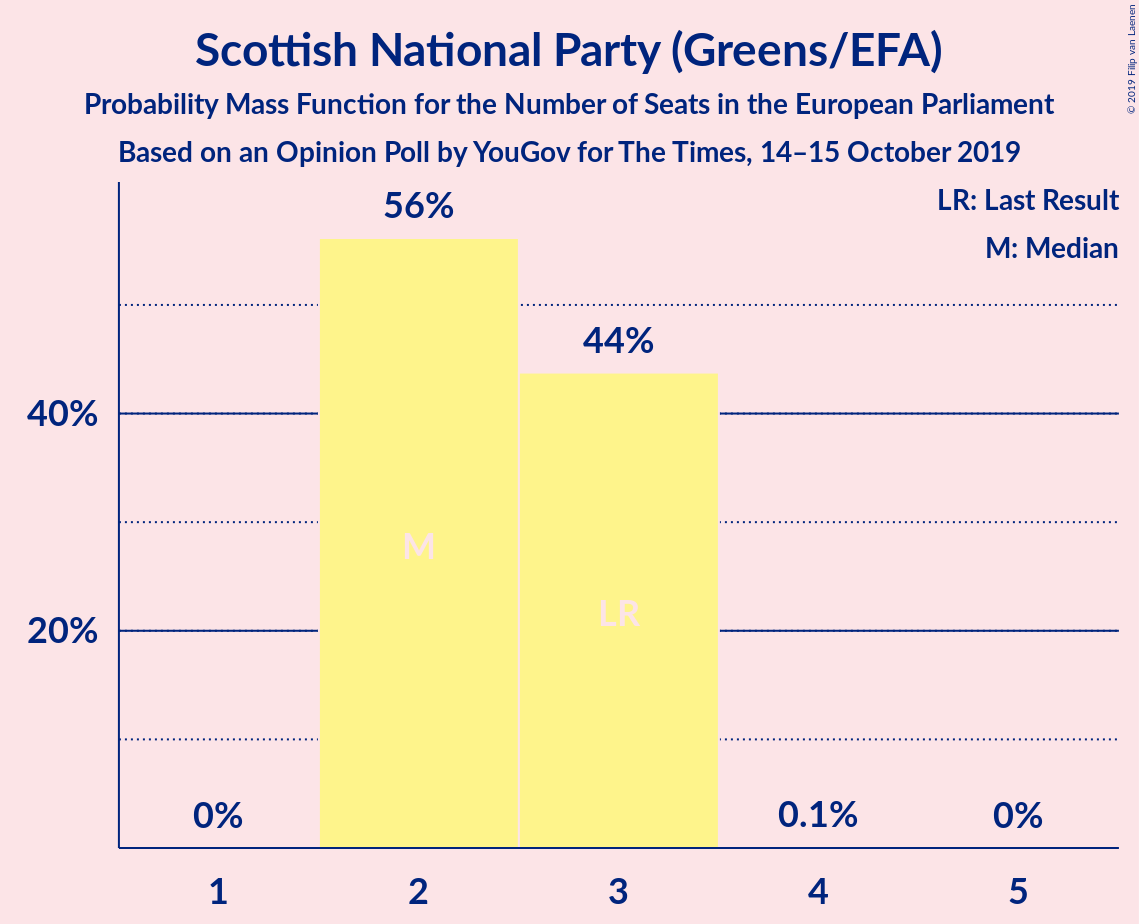 Scottish National Party (Greens/EFA)
Probability Mass Function for the Number of Seats in the European Parliament
Based on an Opinion Poll by YouGov for The Times, 14–15 October 2019
© 2019 Filip van Laenen
LR: Last Result
M: Median
56%
44%
40%
M
LR
20%
0%
0.1%
0%
1 2 3 4 5